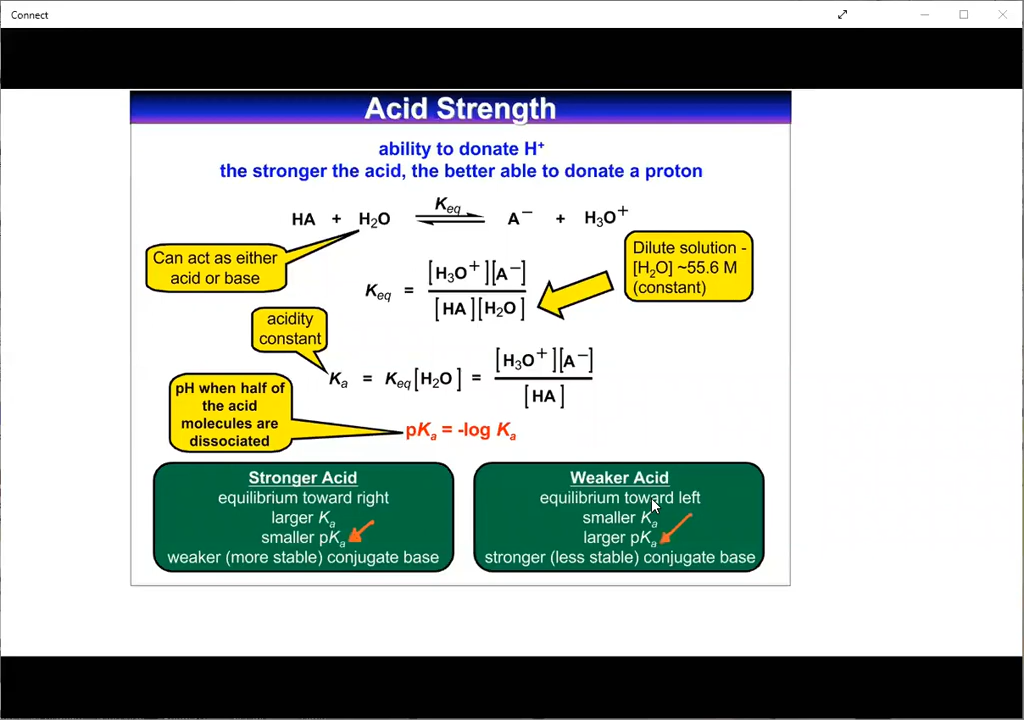 Connect
Acid Strength
ability to donate H⁺
the stronger the acid, the better able to donate a proton
HA + H₂O Keq A⁻ + H₃O⁺
Can act as either
acid or base
Dilute solution -
[H₂O] ~55.6 M
(constant)
Keq = [H₃O⁺][A⁻]
[HA][H₂O]
acidity
constant
Kₐ = Keq[H₂O] = [H₃O⁺][A⁻]
[HA]
pH when half of
the acid
molecules are
dissociated
pKₐ = -log Kₐ
Stronger Acid
equilibrium toward right
larger Kₐ
smaller pKₐ
weaker (more stable) conjugate base
Weaker Acid
equilibrium toward left
smaller Kₐ
larger pKₐ
stronger (less stable) conjugate base